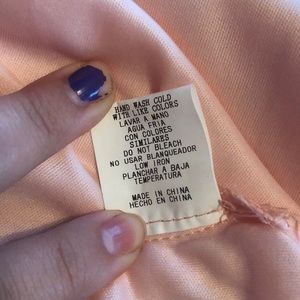 HAND WASH COLD
WITH LIKE COLORS
LAVAR A MANO
AGUA FRIA
CON COLORES
SIMILARES
DO NOT BLEACH
NO USAR BLANQUEADOR
LOW IRON
PLANCHAR A BAJA
TEMPERATURA
MADE IN CHINA
HECHO EN CHINA